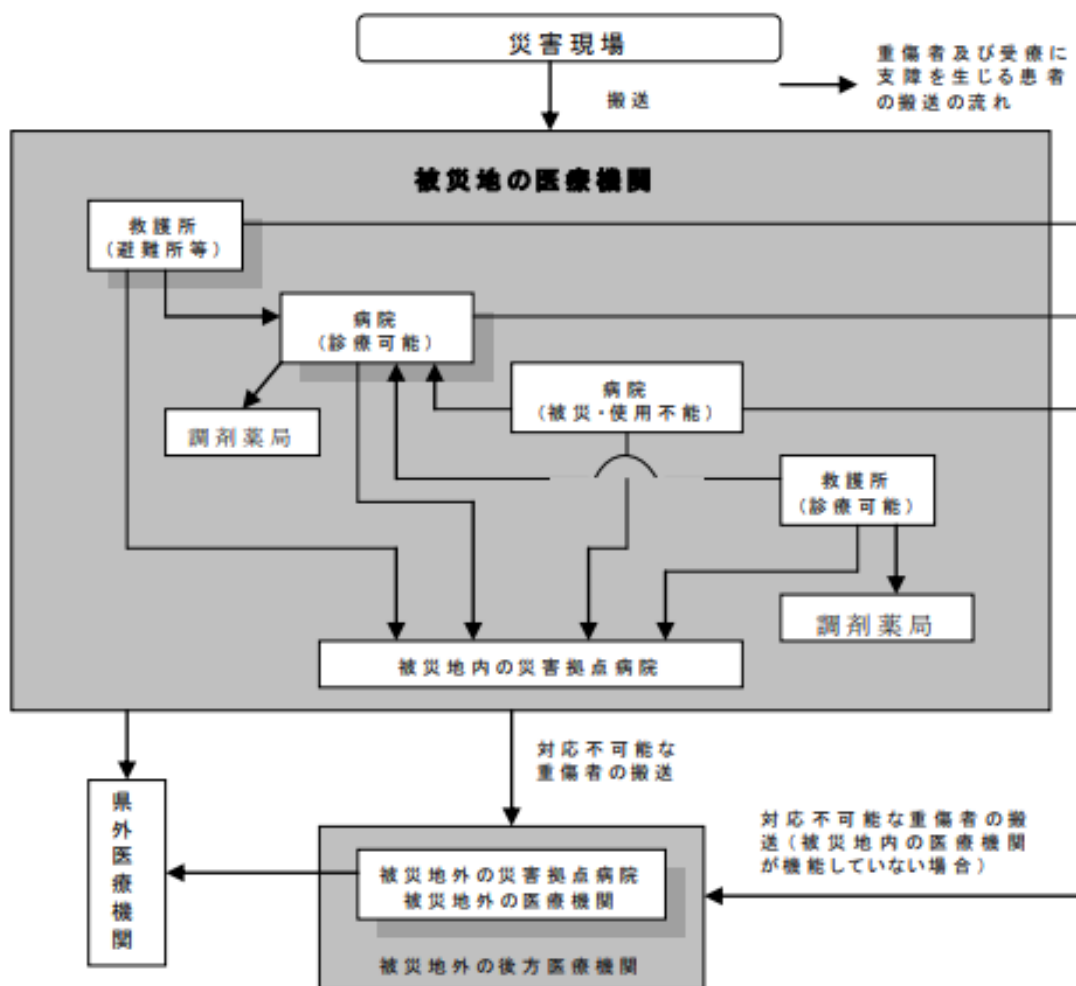 災害現場
搬送
重傷者及び受療に
支障を生じる患者
の搬送の流れ
被災地の医療機関
救護所
（避難所等）
病院
（診療可能）
調剤薬局
病院
（被災・使用不能）
救護所
（診療可能）
調剤薬局
被災地内の災害拠点病院
対応不可能な
重傷者の搬送
県外医療機関
対応不可能な重傷者の搬
送（被災地内の医療機関
が機能していない場合）
被災地外の災害拠点病院
被災地外の医療機関
被災地外の後方医療機関